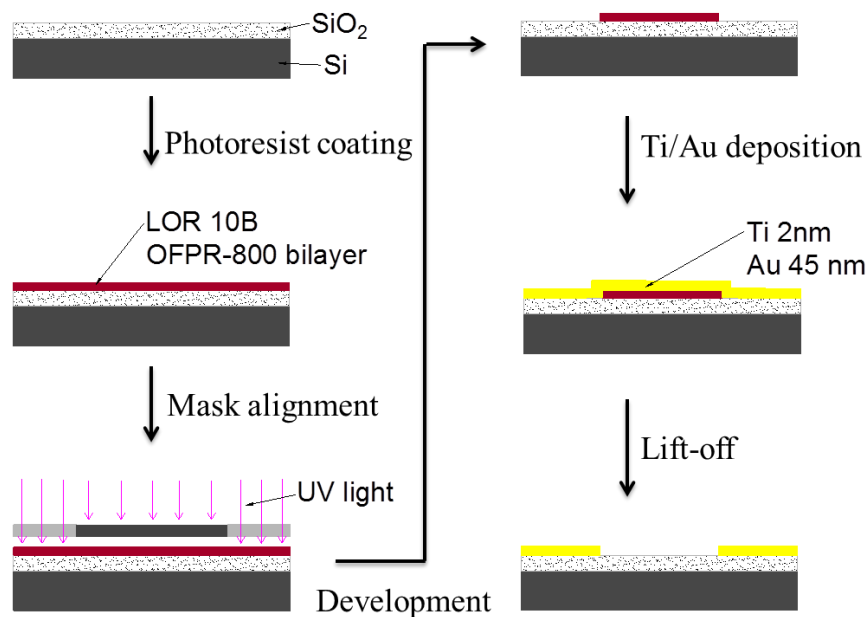 SiO₂
Si
Photoresist coating
LOR 10B
OFPR-800 bilayer
Mask alignment
UV light
Development
Ti/Au deposition
Ti 2nm
Au 45 nm
Lift-off